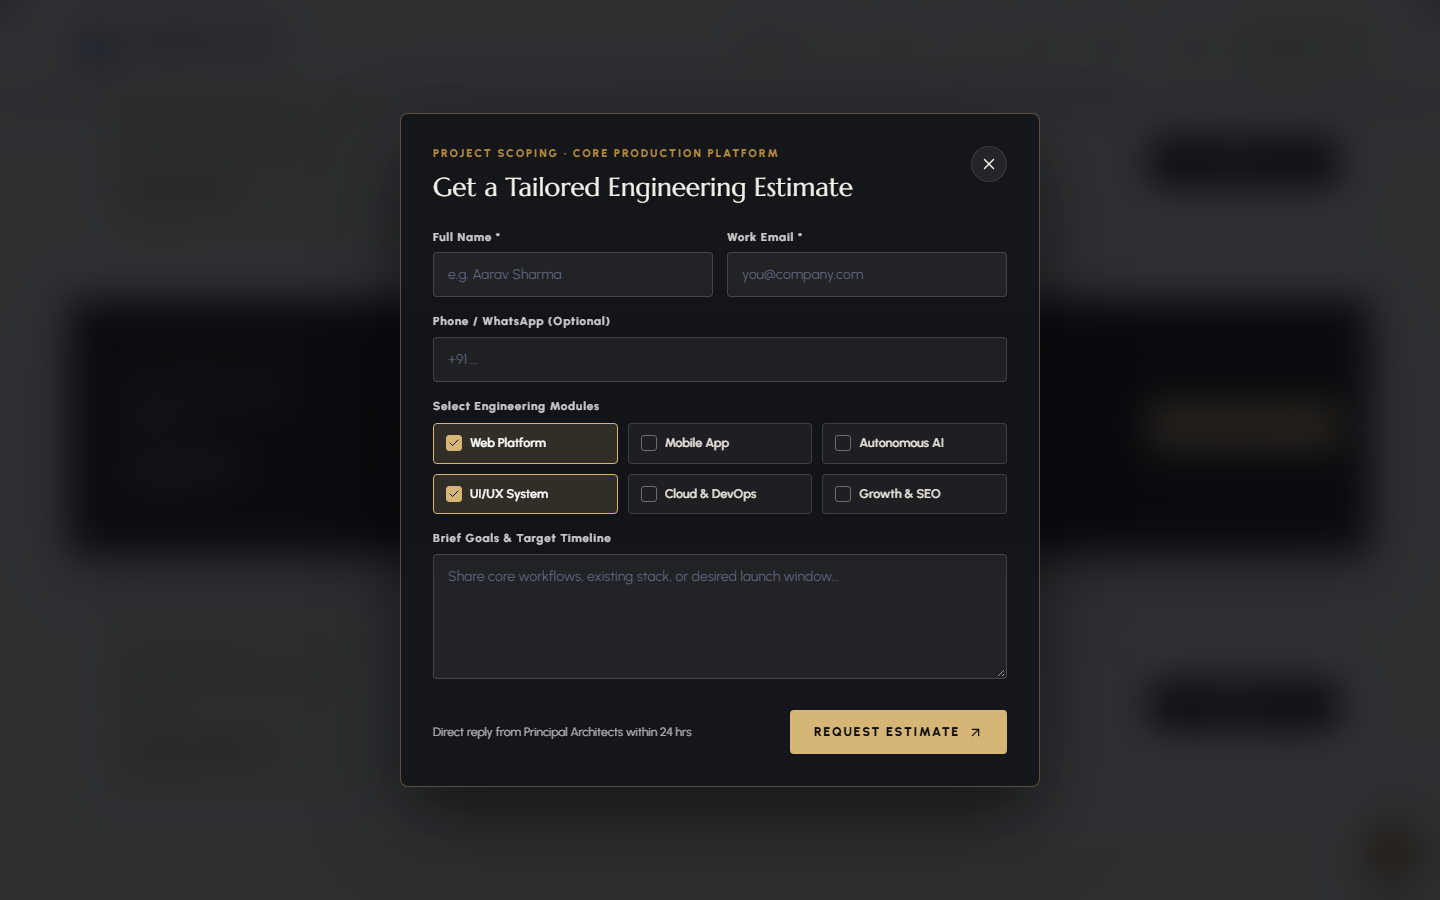 PROJECT SCOPING · CORE PRODUCTION PLATFORM
Get a Tailored Engineering Estimate
Full Name *
Work Email *
e.g. Aarav Sharma
you@company.com
Phone / WhatsApp (Optional)
+91 ...
Select Engineering Modules
Web Platform
Mobile App
Autonomous AI
UI/UX System
Cloud & DevOps
Growth & SEO
Brief Goals & Target Timeline
Share core workflows, existing stack, or desired launch window...
Direct reply from Principal Architects within 24 hrs
REQUEST ESTIMATE